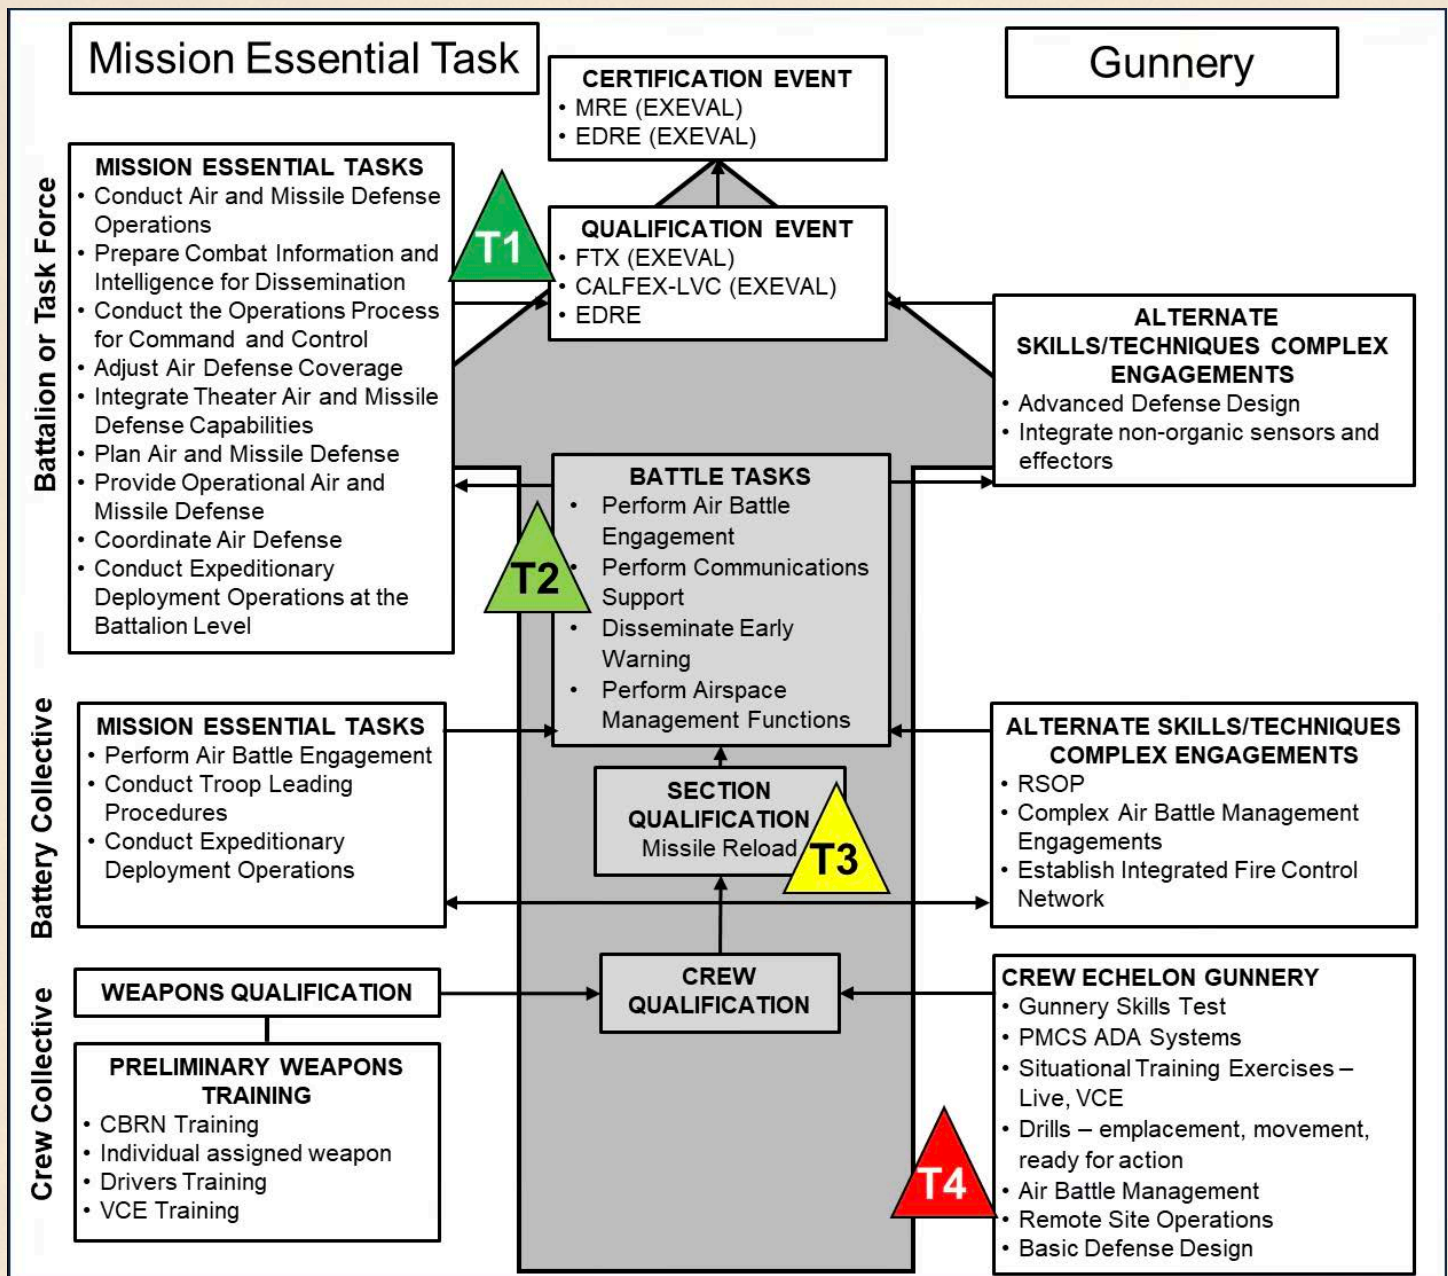 Mission Essential Task
Gunnery
CERTIFICATION EVENT
• MRE (EXEVAL)
• EDRE (EXEVAL)
Battalion or Task Force
MISSION ESSENTIAL TASKS
• Conduct Air and Missile Defense
Operations
• Prepare Combat Information and
Intelligence for Dissemination
• Conduct the Operations Process
for Command and Control
• Adjust Air Defense Coverage
• Integrate Theater Air and Missile
Defense Capabilities
• Plan Air and Missile Defense
• Provide Operational Air and
Missile Defense
• Coordinate Air Defense
• Conduct Expeditionary
Deployment Operations at the
Battalion Level
T1
QUALIFICATION EVENT
• FTX (EXEVAL)
• CALFEX-LVC (EXEVAL)
• EDRE
ALTERNATE
SKILLS/TECHNIQUES COMPLEX
ENGAGEMENTS
• Advanced Defense Design
• Integrate non-organic sensors and
effectors
T2
BATTLE TASKS
• Perform Air Battle
Engagement
• Perform Communications
Support
• Disseminate Early
Warning
• Perform Airspace
Management Functions
Battery Collective
MISSION ESSENTIAL TASKS
• Perform Air Battle Engagement
• Conduct Troop Leading
Procedures
• Conduct Expeditionary
Deployment Operations
SECTION
QUALIFICATION
Missile Reload
T3
ALTERNATE SKILLS/TECHNIQUES
COMPLEX ENGAGEMENTS
• RSOP
• Complex Air Battle Management
Engagements
• Establish Integrated Fire Control
Network
Crew Collective
WEAPONS QUALIFICATION
PRELIMINARY WEAPONS
TRAINING
• CBRN Training
• Individual assigned weapon
• Drivers Training
• VCE Training
CREW
QUALIFICATION
T4
CREW ECHELON GUNNERY
• Gunnery Skills Test
• PMCS ADA Systems
• Situational Training Exercises –
Live, VCE
• Drills – emplacement, movement,
ready for action
• Air Battle Management
• Remote Site Operations
• Basic Defense Design